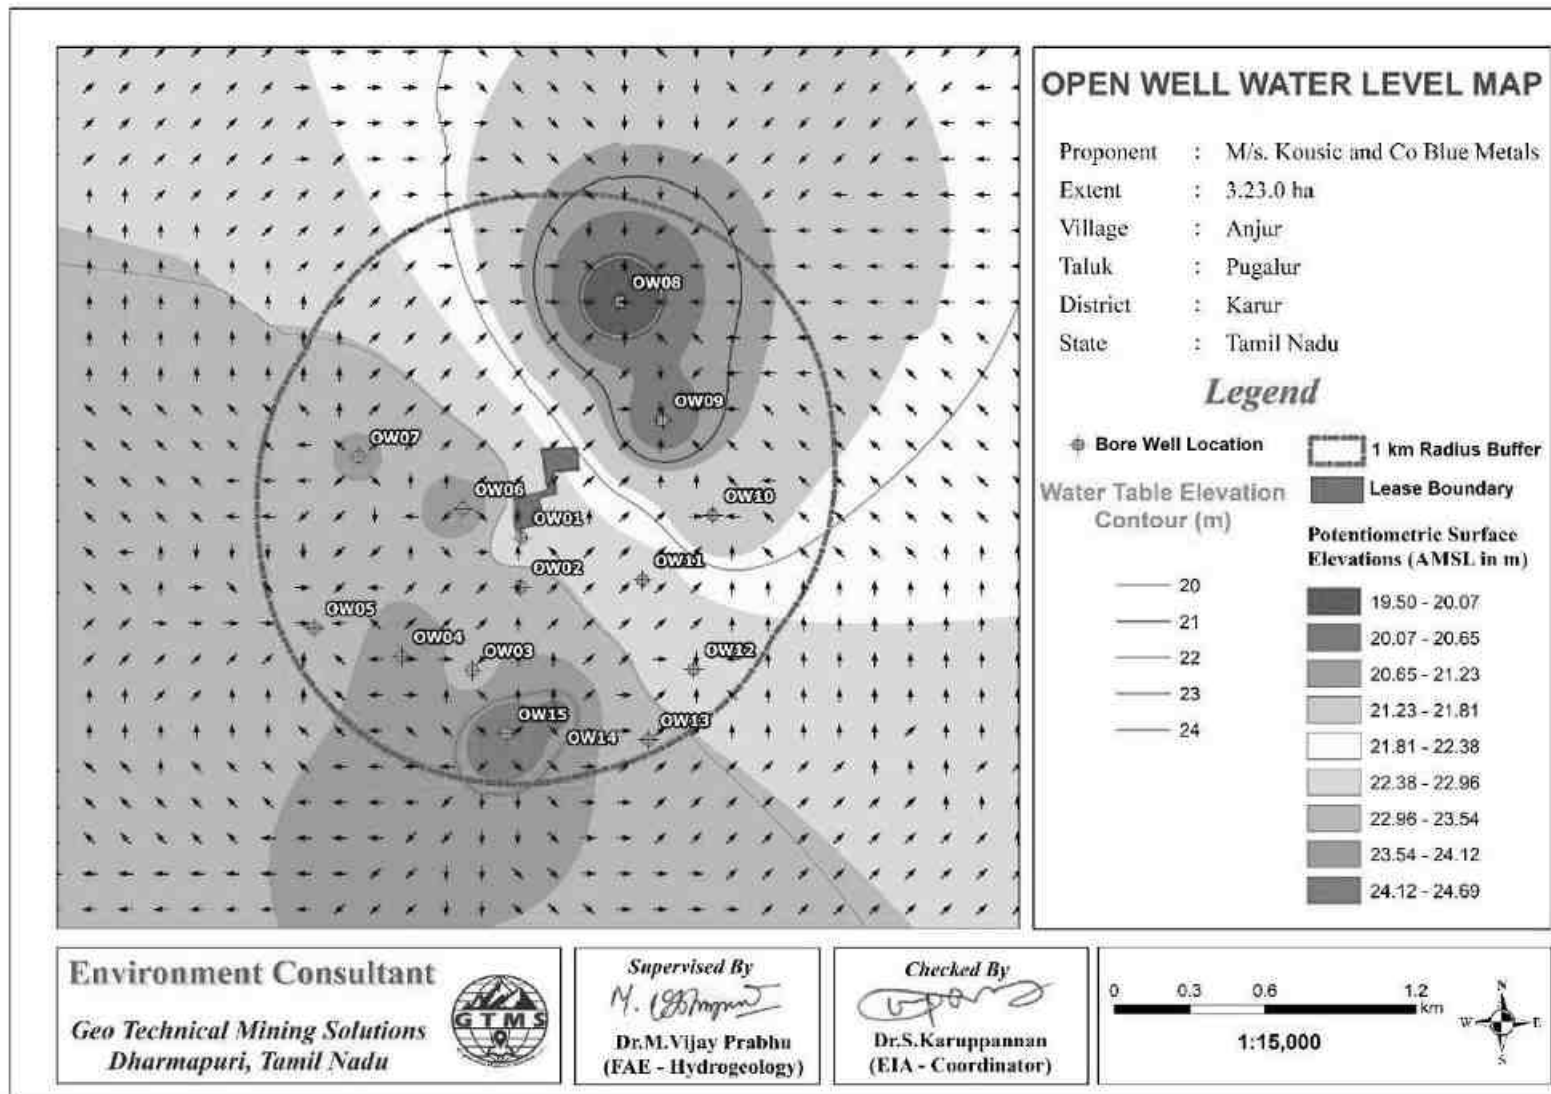 OPEN WELL WATER LEVEL MAP
Proponent : M/s. Kousic and Co Blue Metals
Extent : 3.23.0 ha
Village : Anjur
Taluk : Pugalur
District : Karur
State : Tamil Nadu
Legend
Bore Well Location
1 km Radius Buffer
Lease Boundary
Water Table Elevation
Contour (m)
20
21
22
23
24
Potentiometric Surface
Elevations (AMSL in m)
19.50 - 20.07
20.07 - 20.65
20.65 - 21.23
21.23 - 21.81
21.81 - 22.38
22.38 - 22.96
22.96 - 23.54
23.54 - 24.12
24.12 - 24.69
OW08
OW09
OW07
OW06
OW10
OW01
OW11
OW02
OW05
OW04
OW03
OW12
OW15
OW13
OW14
Environment Consultant
Geo Technical Mining Solutions
Dharmapuri, Tamil Nadu
GTMS
Supervised By
Dr.M.Vijay Prabhu
(FAE - Hydrogeology)
Checked By
Dr.S.Karuppannan
(EIA - Coordinator)
0 0.3 0.6 1.2
km
1:15,000
N
W E
S